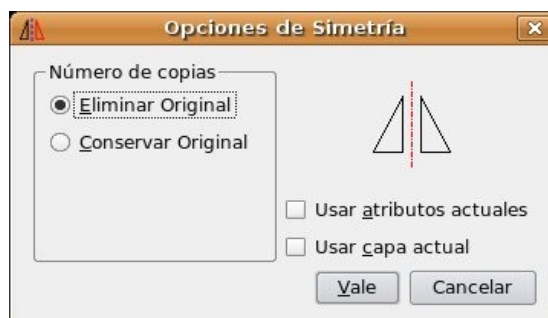 Opciones de Simetría
Número de copias
Eliminar Original
Conservar Original
Usar atributos actuales
Usar capa actual
Vale
Cancelar